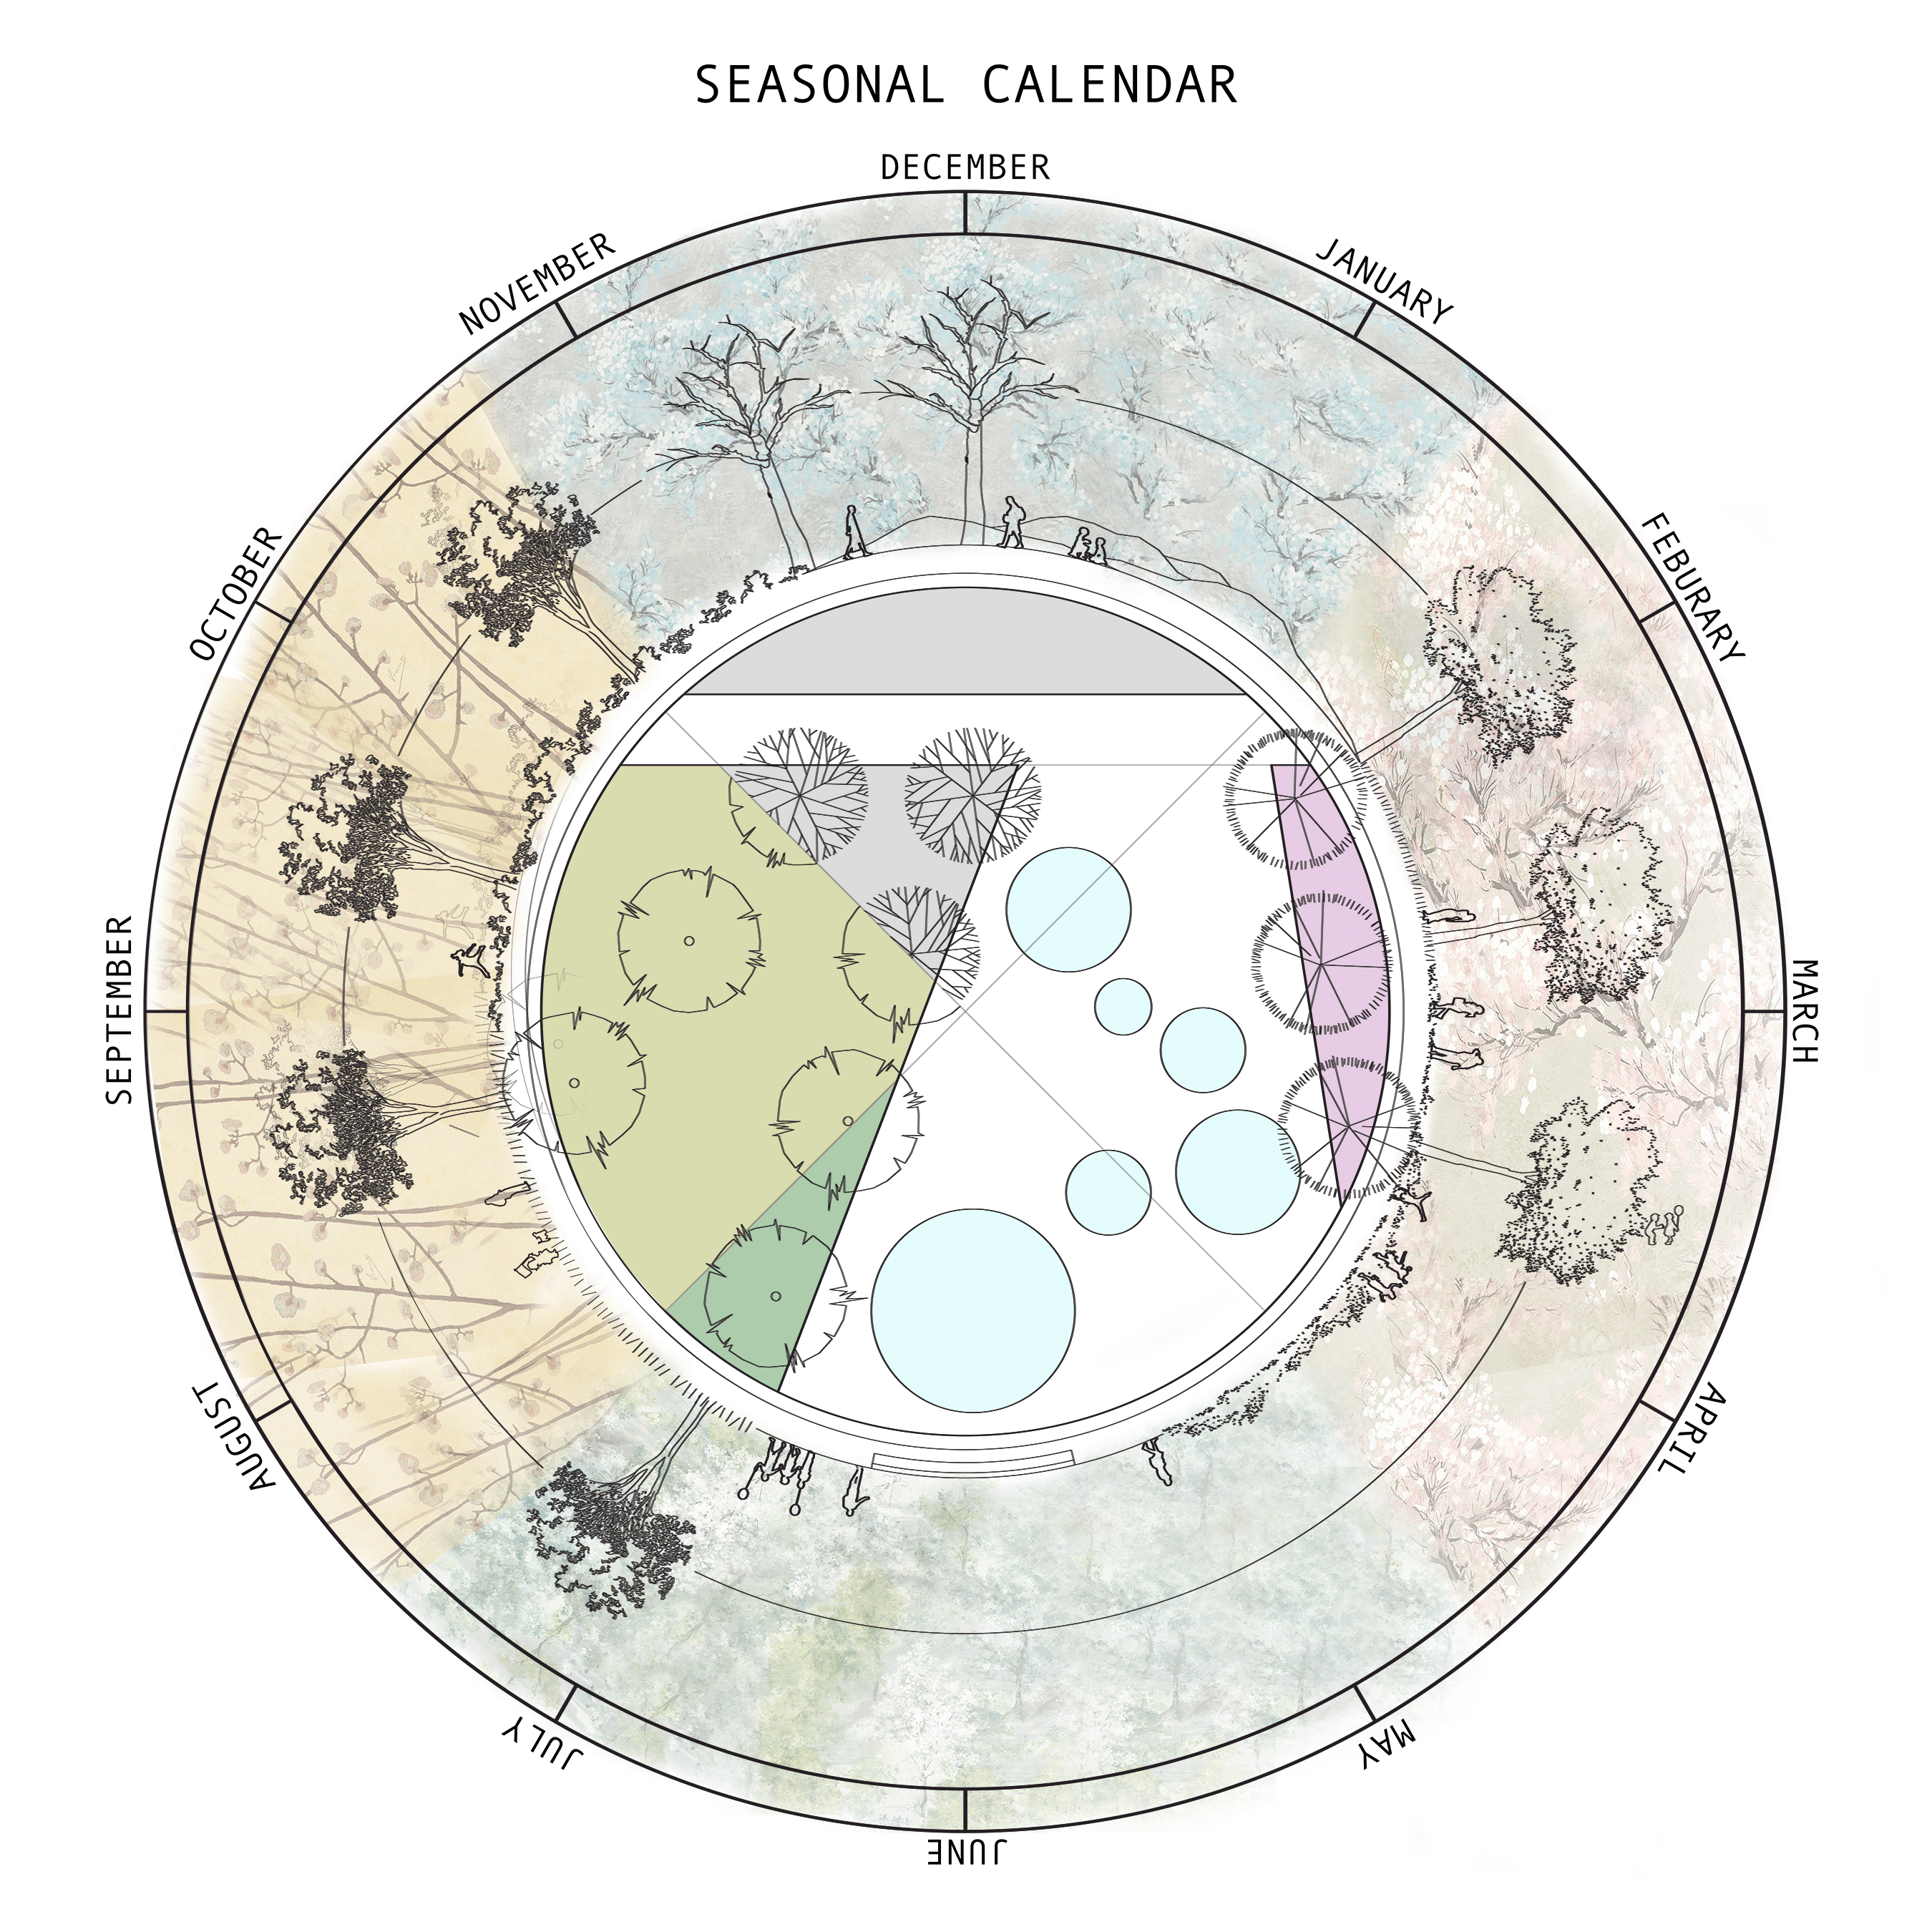 SEASONAL CALENDAR
DECEMBER
JANUARY
FEBURARY
MARCH
APRIL
MAY
JUNE
JULY
AUGUST
SEPTEMBER
OCTOBER
NOVEMBER